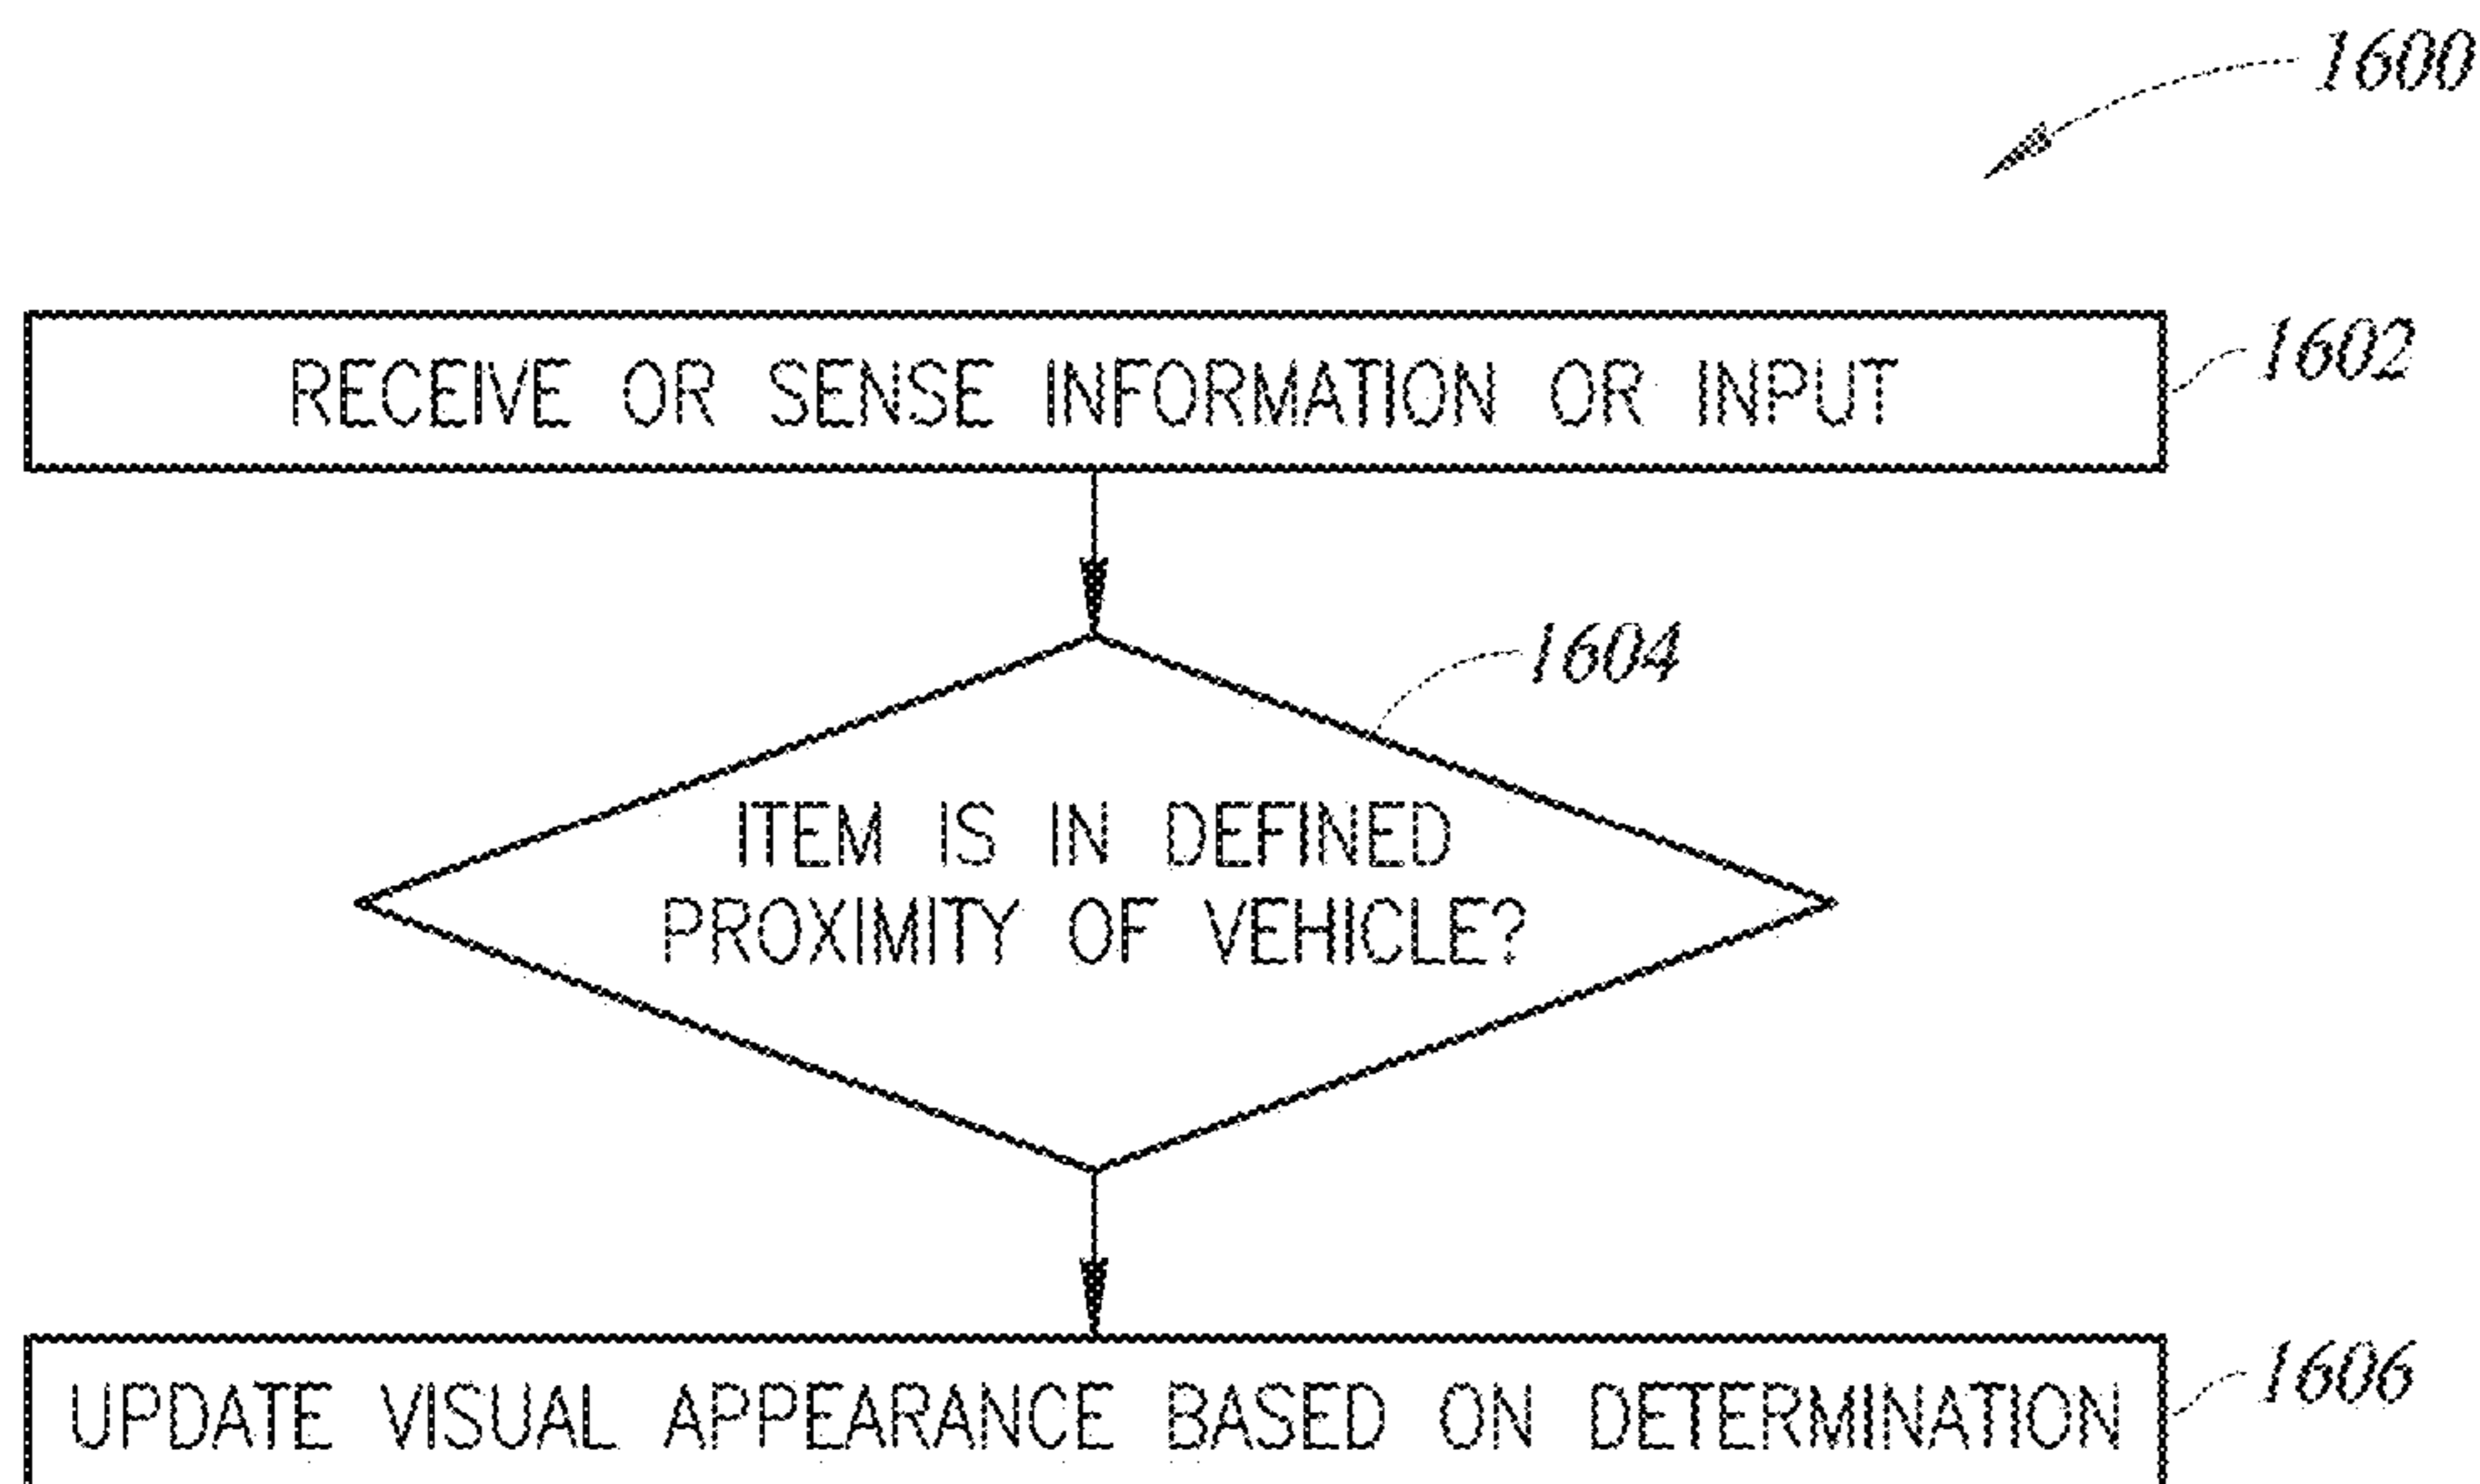 1600
RECEIVE OR SENSE INFORMATION OR INPUT
1602
1604
ITEM IS IN DEFINED
PROXIMITY OF VEHICLE?
UPDATE VISUAL APPEARANCE BASED ON DETERMINATION
1606